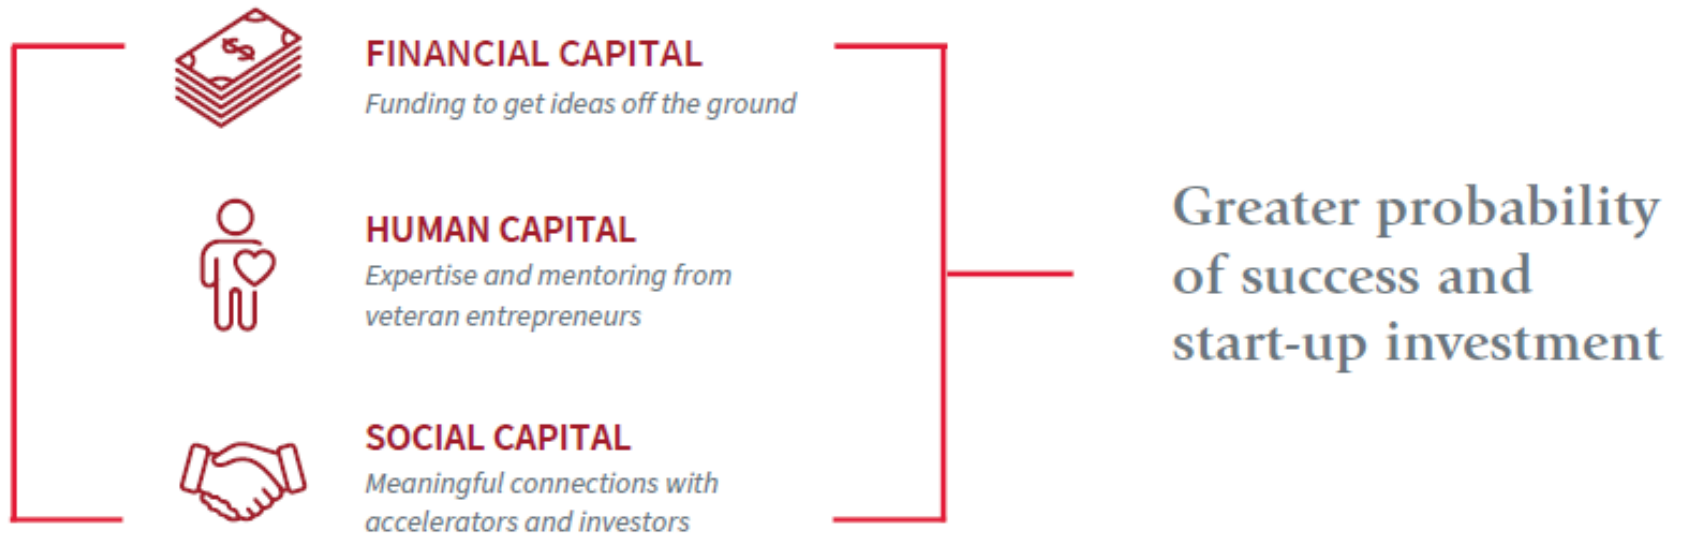 FINANCIAL CAPITAL
Funding to get ideas off the ground
HUMAN CAPITAL
Expertise and mentoring from
veteran entrepreneurs
SOCIAL CAPITAL
Meaningful connections with
accelerators and investors
Greater probability
of success and
start-up investment